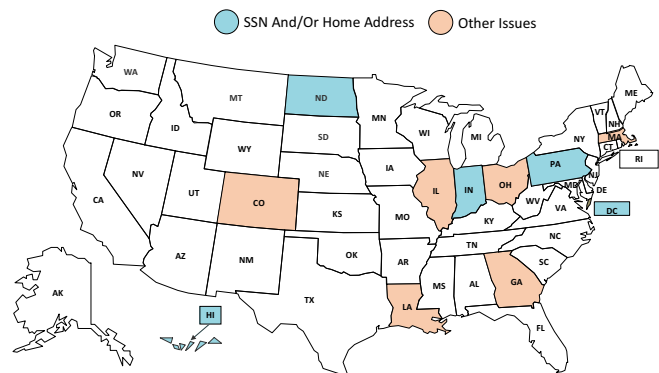 SSN And/Or Home Address
Other Issues
WA
MT
ND
MN
ME
VT
NH
OR
ID
SD
WI
MI
NY
MA
CT
RI
WY
IA
PA
NJ
NE
NV
UT
CO
IL
IN
OH
MD
DE
WV
DC
CA
KS
MO
KY
VA
NC
TN
OK
AR
SC
AZ
NM
MS
AL
GA
TX
LA
AK
HI
FL